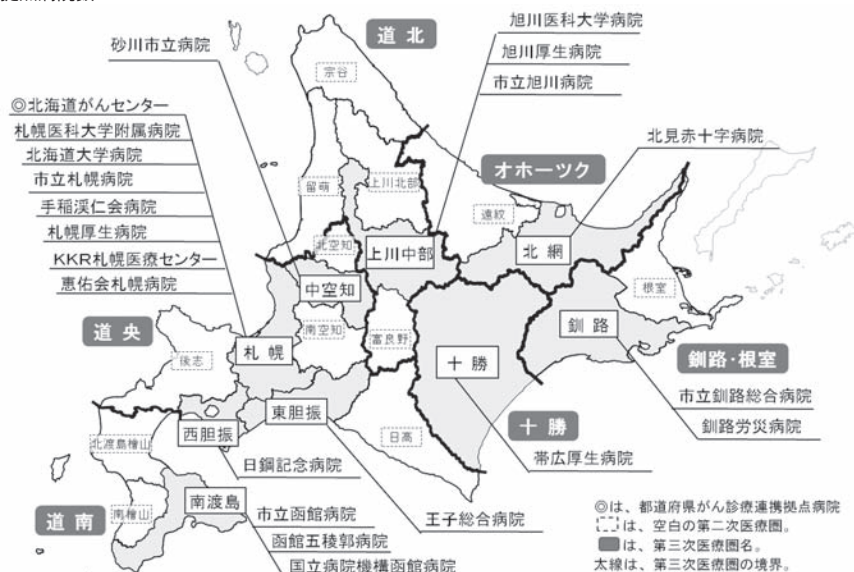 道北
砂川市立病院
旭川医科大学病院
旭川厚生病院
市立旭川病院
宗谷
◎北海道がんセンター
札幌医科大学附属病院
北海道大学病院
市立札幌病院
手稲渓仁会病院
札幌厚生病院
KKR札幌医療センター
恵佑会札幌病院
北見赤十字病院
オホーツク
留萌
上川北部
遠紋
北空知
上川中部
北網
中空知
根室
道央
南空知
富良野
釧路
札幌
後志
十勝
釧路・根室
東胆振
市立釧路総合病院
西胆振
日高
十勝
釧路労災病院
北渡島檜山
日鋼記念病院
帯広厚生病院
道南
南檜山
南渡島
市立函館病院
王子総合病院
函館五稜郭病院
国立病院機構函館病院
◎は、都道府県がん診療連携拠点病院
は、空白の第二次医療圏。
は、第三次医療圏名。
太線は、第三次医療圏の境界。